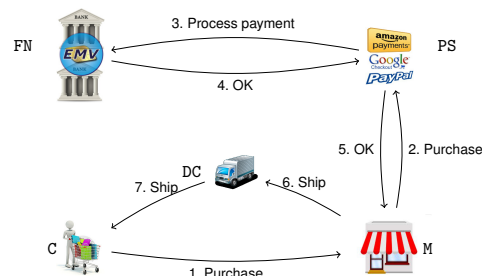 3. Process payment
BANK
FN
EMV
amazon
payments
PS
Google
Checkout
PayPal
4. OK
5. OK
2. Purchase
DC
7. Ship
6. Ship
C
M
1. Purchase